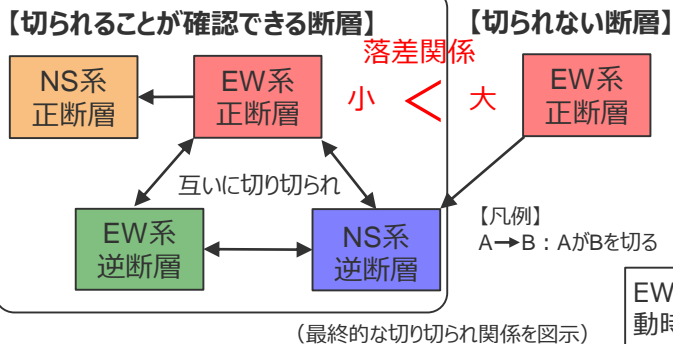 【切られることが確認できる断層】
【切られない断層】
落差関係
NS系
正断層
EW系
正断層
小
<
大
EW系
正断層
互いに切り切られ
EW系
逆断層
NS系
逆断層
【凡例】
A→B：AがBを切る
(最終的な切り切られ関係を図示)
EW
動時